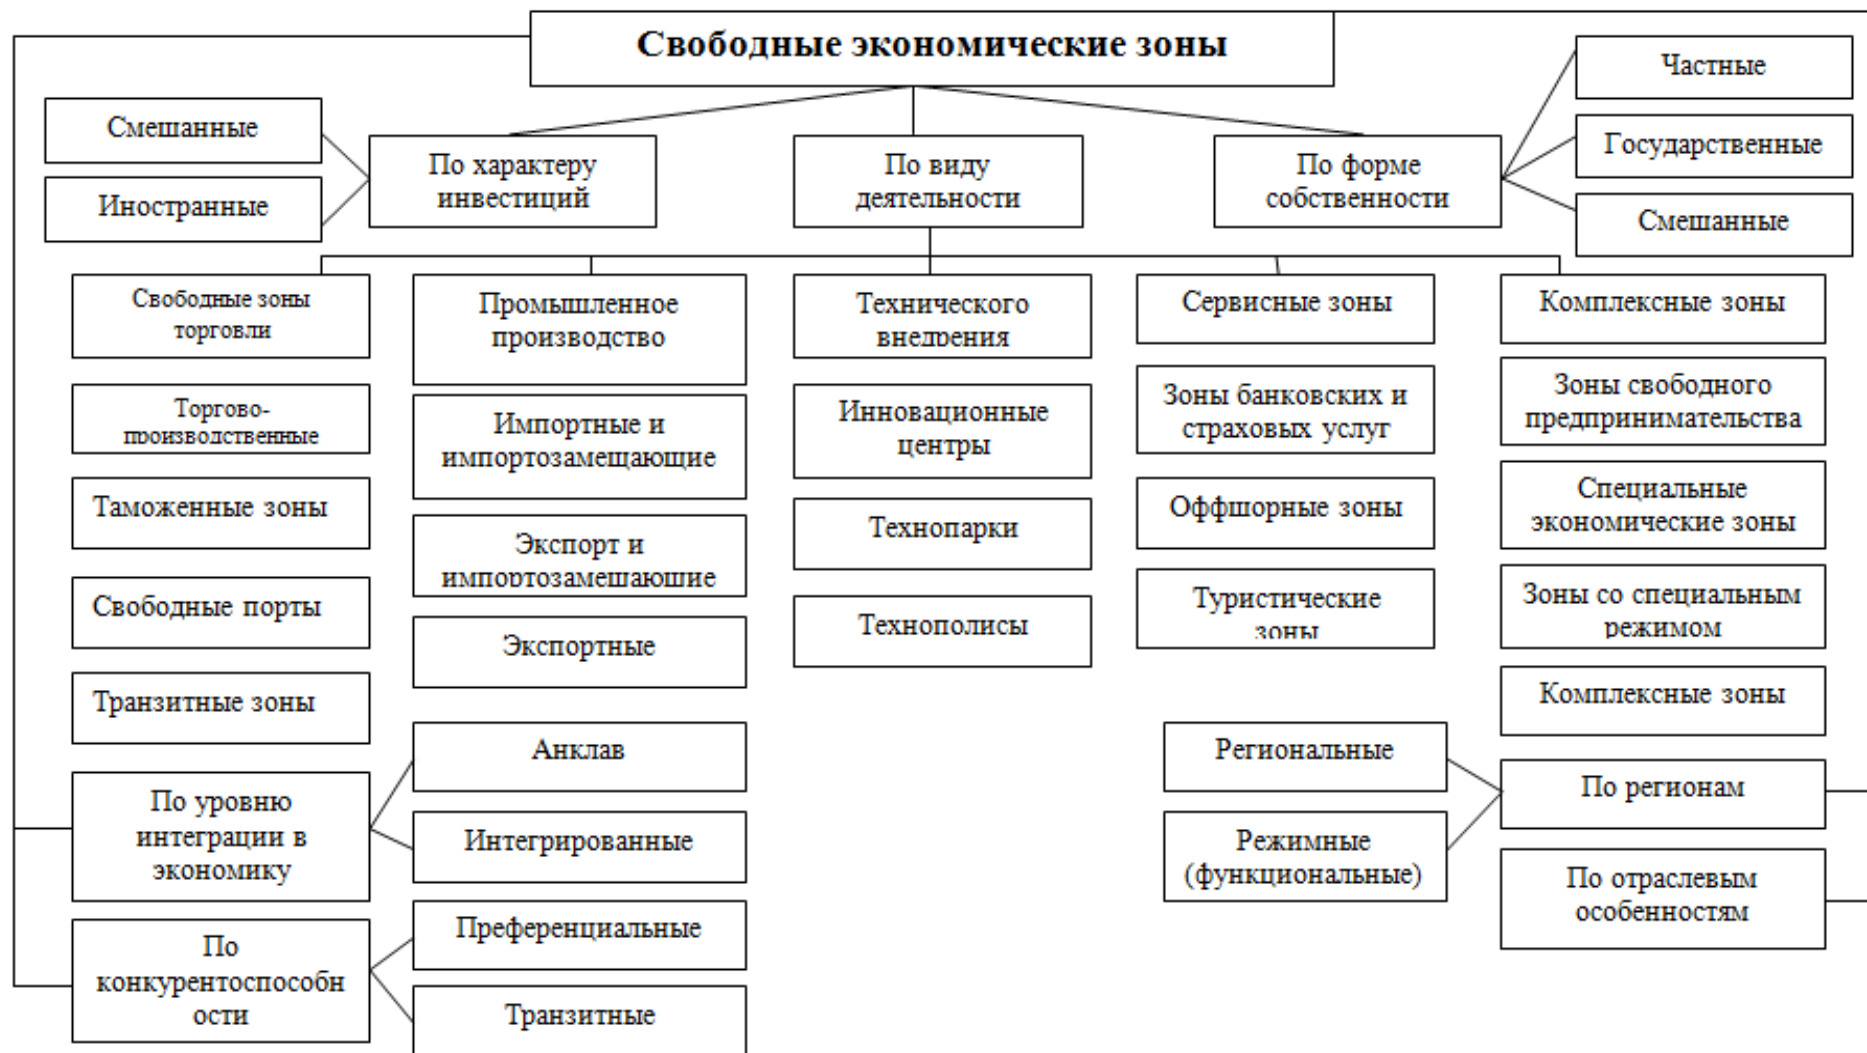 Свободные экономические зоны
Смешанные
Иностранные
По характеру
инвестиций
По виду
деятельности
По форме
собственности
Частные
Государственные
Смешанные
Свободные зоны
торговли
Торгово-
производственные
Таможенные зоны
Свободные порты
Транзитные зоны
Промышленное
производство
Импортные и
импортозамещающие
Экспорт и
импортозамещающие
Экспортные
Технического
внедрения
Инновационные
центры
Технопарки
Технополисы
Сервисные зоны
Зоны банковских и
страховых услуг
Оффшорные зоны
Туристические
зоны
Комплексные зоны
Зоны свободного
предпринимательства
Специальные
экономические зоны
Зоны со специальным
режимом
Комплексные зоны
По уровню
интеграции в
экономику
Анклав
Интегрированные
По
конкурентоспособн
ости
Преференциальные
Транзитные
Региональные
Режимные
(функциональные)
По регионам
По отраслевым
особенностям